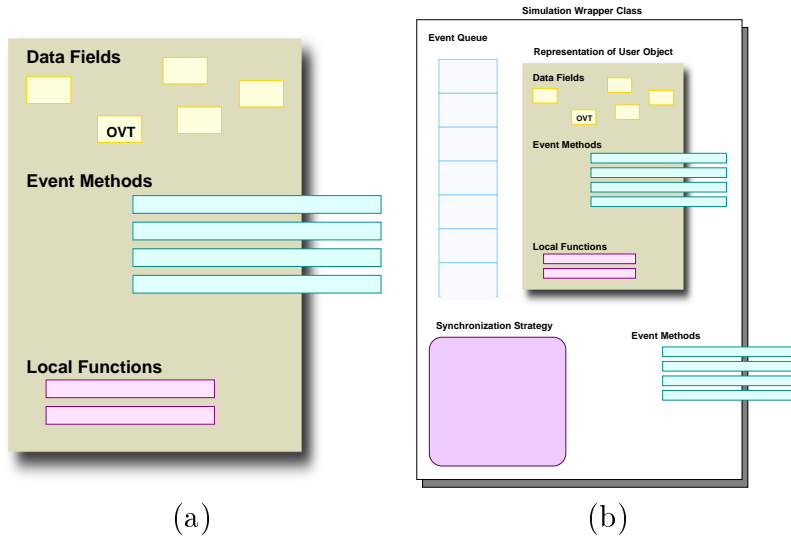 Data Fields
OVT
Event Methods
Local Functions
(a)
Simulation Wrapper Class
Event Queue
Representation of User Object
Data Fields
OVT
Event Methods
Local Functions
Synchronization Strategy
Event Methods
(b)